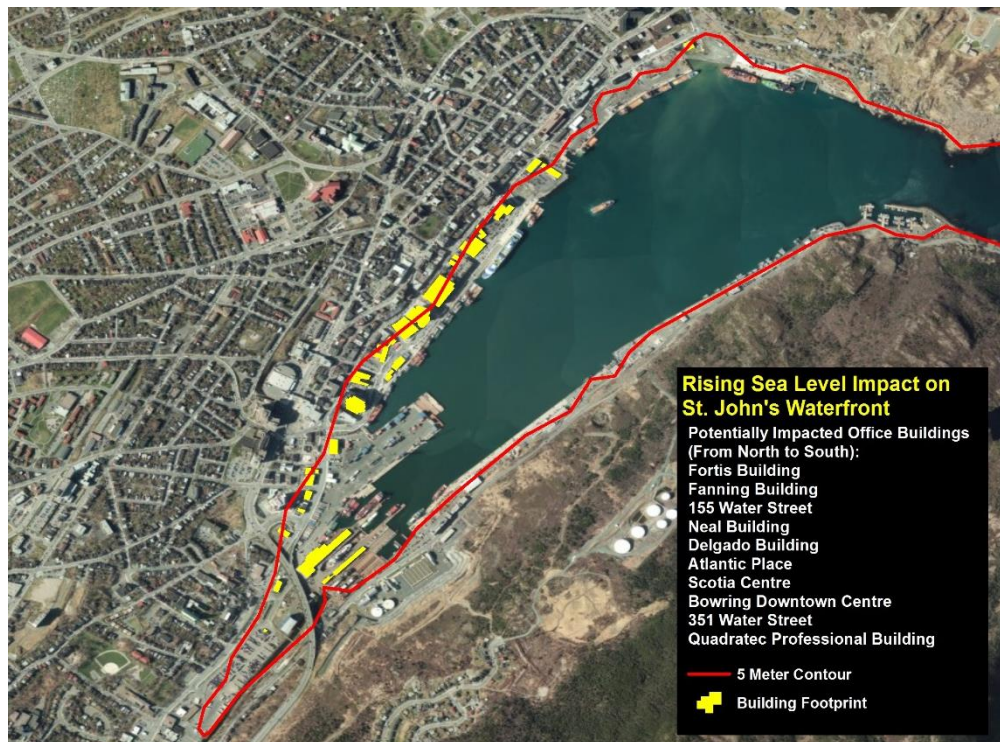 Rising Sea Level Impact on
St. John's Waterfront
Potentially Impacted Office Buildings
(From North to South):
Fortis Building
Fanning Building
155 Water Street
Neal Building
Delgado Building
Atlantic Place
Scotia Centre
Bowring Downtown Centre
351 Water Street
Quadratec Professional Building
5 Meter Contour
Building Footprint